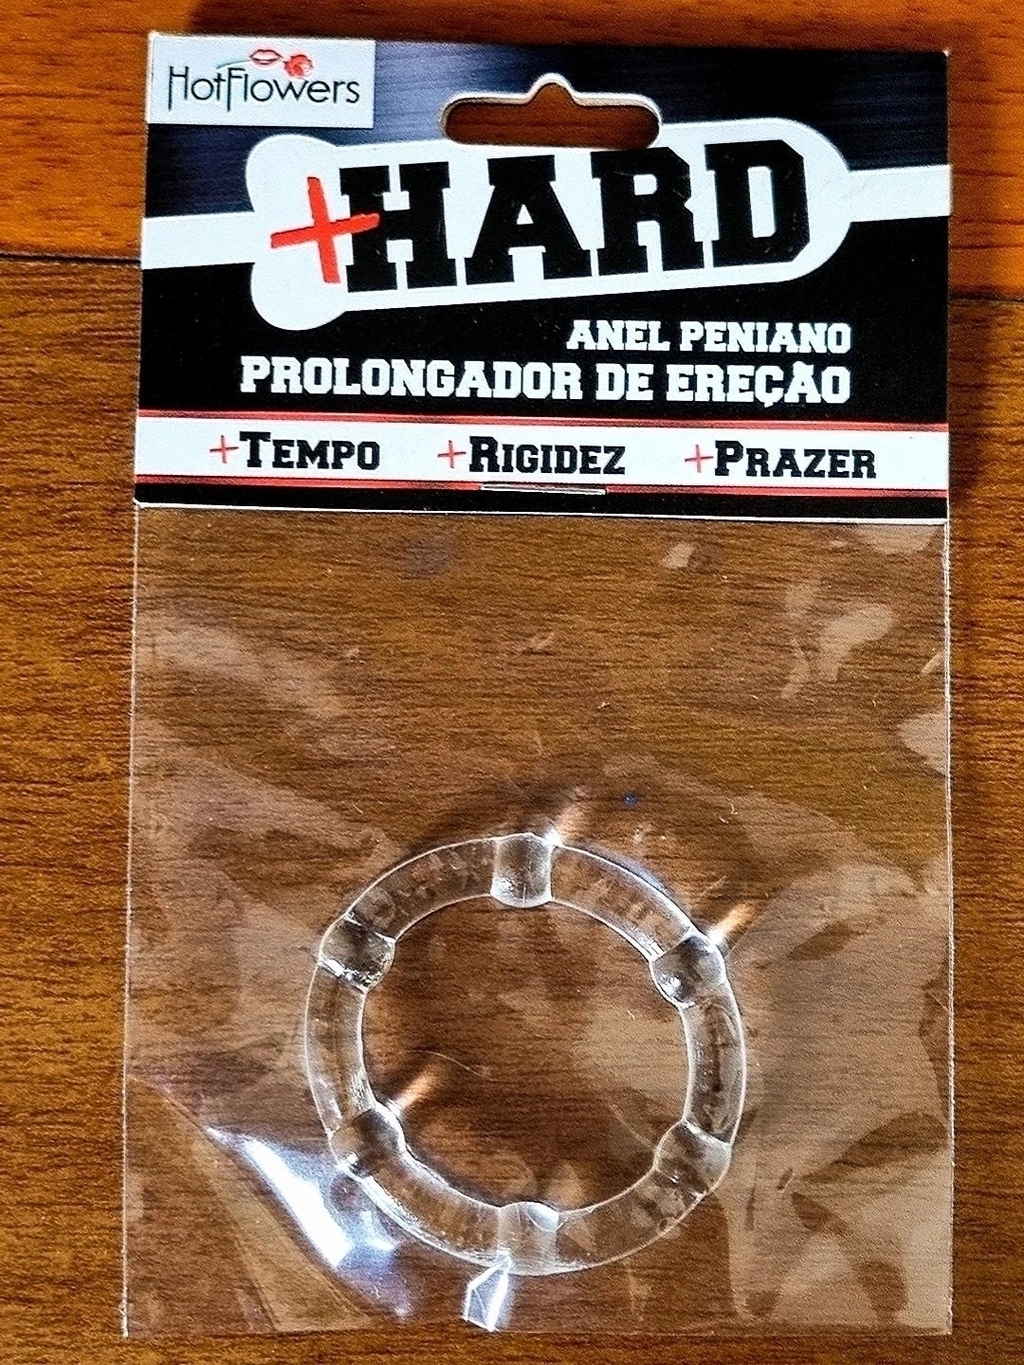 HotFlowers
+HARD
ANEL PENIANO
PROLONGADOR DE EREÇÃO
+TEMPO +RIGIDEZ +PRAZER